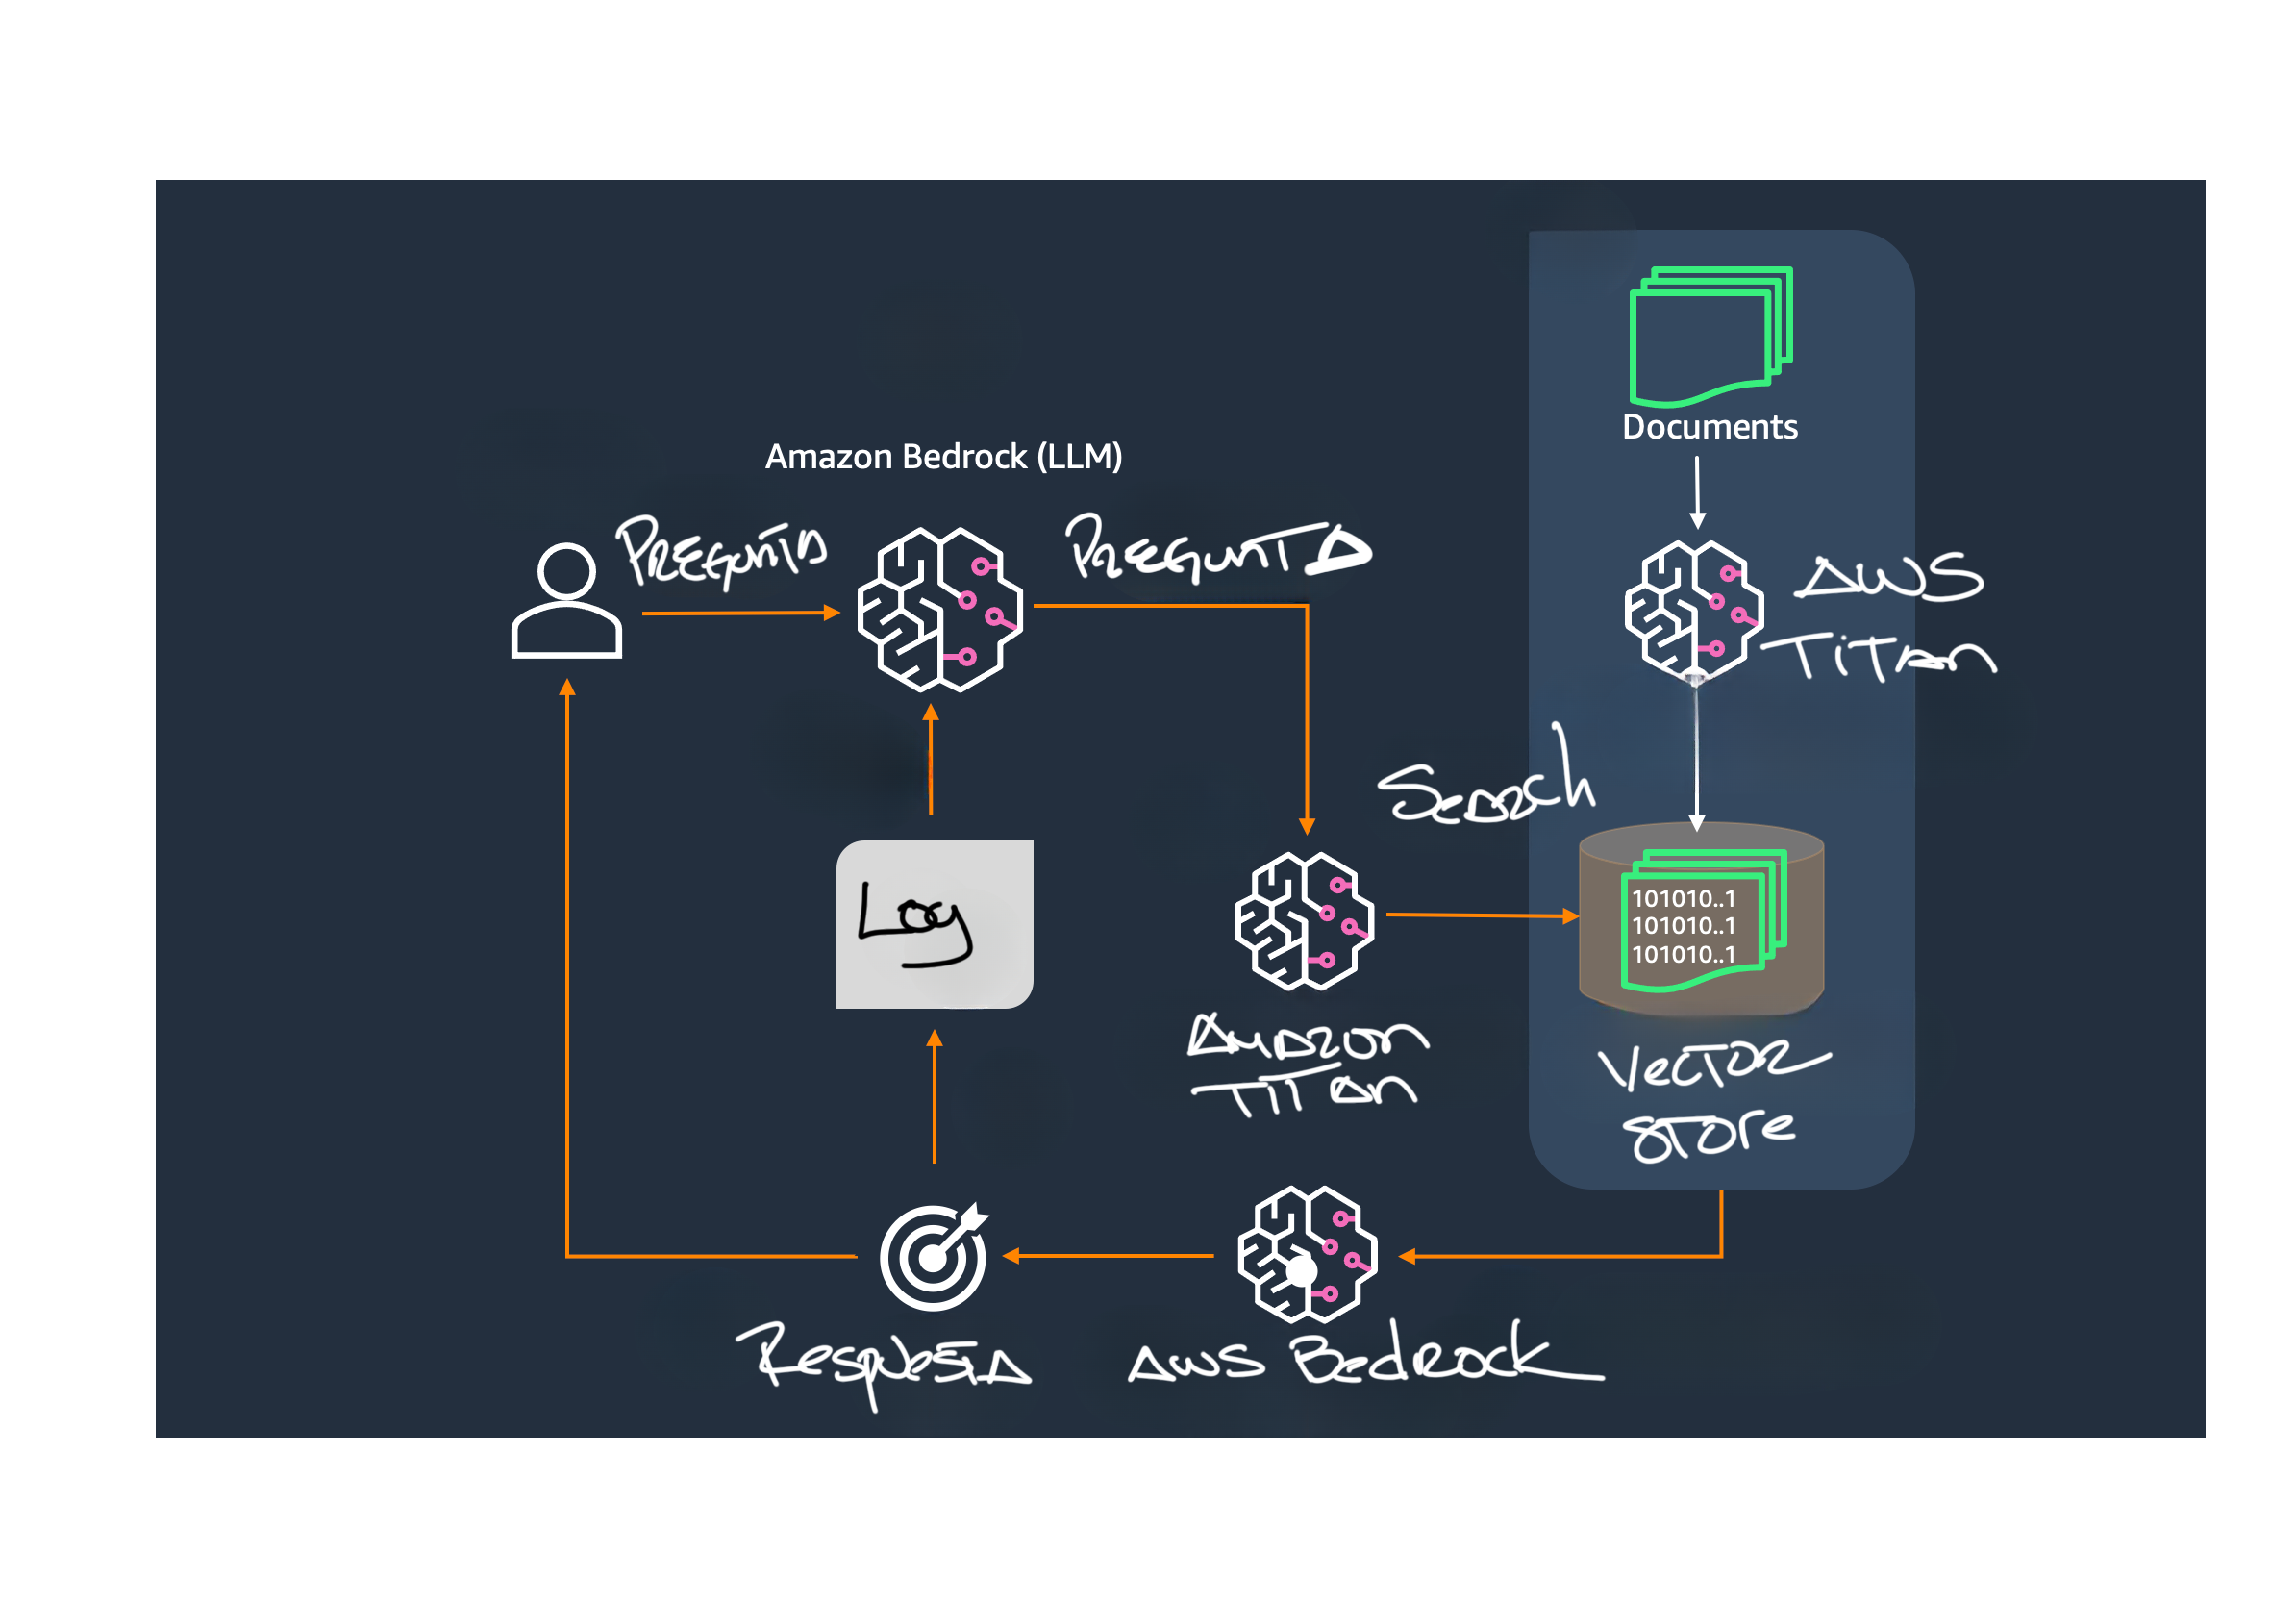 Documents
Amazon Bedrock (LLM)
Pregunta
Pregunta
AWS
Titan
Search
Log
101010..1
101010..1
101010..1
Amazon
Titan
Vector
Store
Respuesta
AWS Bedrock